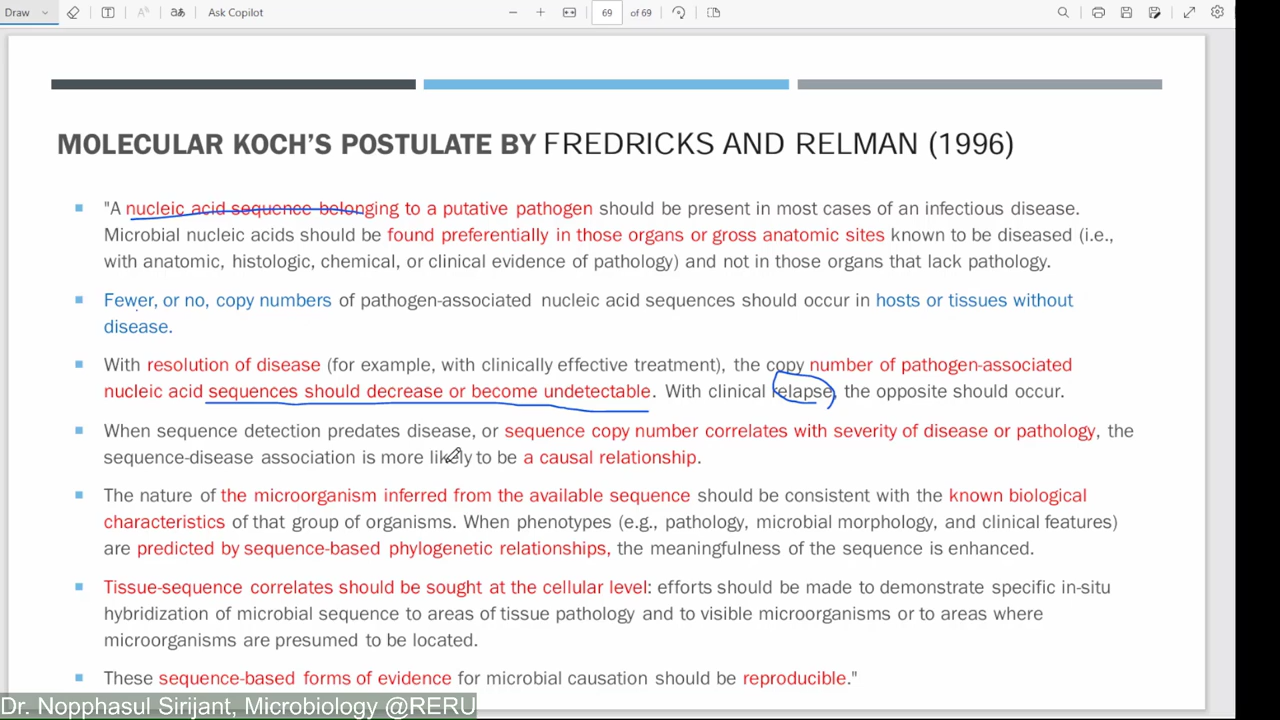 Draw
Ask Copilot
69 of 69
MOLECULAR KOCH'S POSTULATE BY FREDRICKS AND RELMAN (1996)
"A nucleic acid sequence belonging to a putative pathogen should be present in most cases of an infectious disease.
Microbial nucleic acids should be found preferentially in those organs or gross anatomic sites known to be diseased (i.e.,
with anatomic, histologic, chemical, or clinical evidence of pathology) and not in those organs that lack pathology.
Fewer, or no, copy numbers of pathogen-associated nucleic acid sequences should occur in hosts or tissues without
disease.
With resolution of disease (for example, with clinically effective treatment), the copy number of pathogen-associated
nucleic acid sequences should decrease or become undetectable. With clinical relapse, the opposite should occur.
When sequence detection predates disease, or sequence copy number correlates with severity of disease or pathology, the
sequence-disease association is more likely to be a causal relationship.
The nature of the microorganism inferred from the available sequence should be consistent with the known biological
characteristics of that group of organisms. When phenotypes (e.g., pathology, microbial morphology, and clinical features)
are predicted by sequence-based phylogenetic relationships, the meaningfulness of the sequence is enhanced.
Tissue-sequence correlates should be sought at the cellular level: efforts should be made to demonstrate specific in-situ
hybridization of microbial sequence to areas of tissue pathology and to visible microorganisms or to areas where
microorganisms are presumed to be located.
These sequence-based forms of evidence for microbial causation should be reproducible."
Dr. Nopphasul Sirijant, Microbiology @RERU